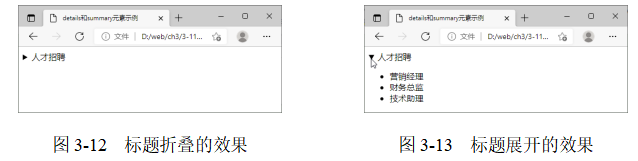 details和summary元素示例
文件 D:/web/ch3/3-11...
人才招聘
图 3-12 标题折叠的效果
details和summary元素示例
文件 D:/web/ch3/3-11...
人才招聘
营销经理
财务总监
技术助理
图 3-13 标题展开的效果